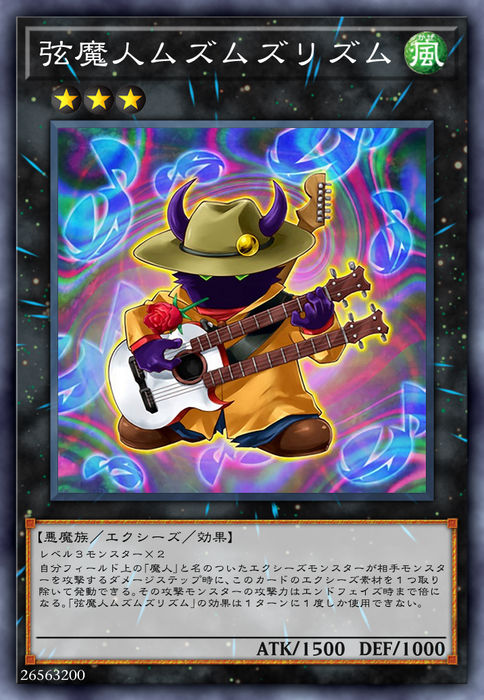 弦魔人ムズムズリズム
風
かぜ
【悪魔族／エクシーズ／効果】
レベル３モンスター×２
自分フィールド上の「魔人」と名のついたエクシーズモンスターが相手モンスタ
ーを攻撃するダメージステップ時に、このカードのエクシーズ素材を１つ取り
除いて発動できる。その攻撃モンスターの攻撃力はエンドフェイズ時まで倍に
なる。「弦魔人ムズムズリズム」の効果は１ターンに１度しか使用できない。
ATK/1500 DEF/1000
26563200